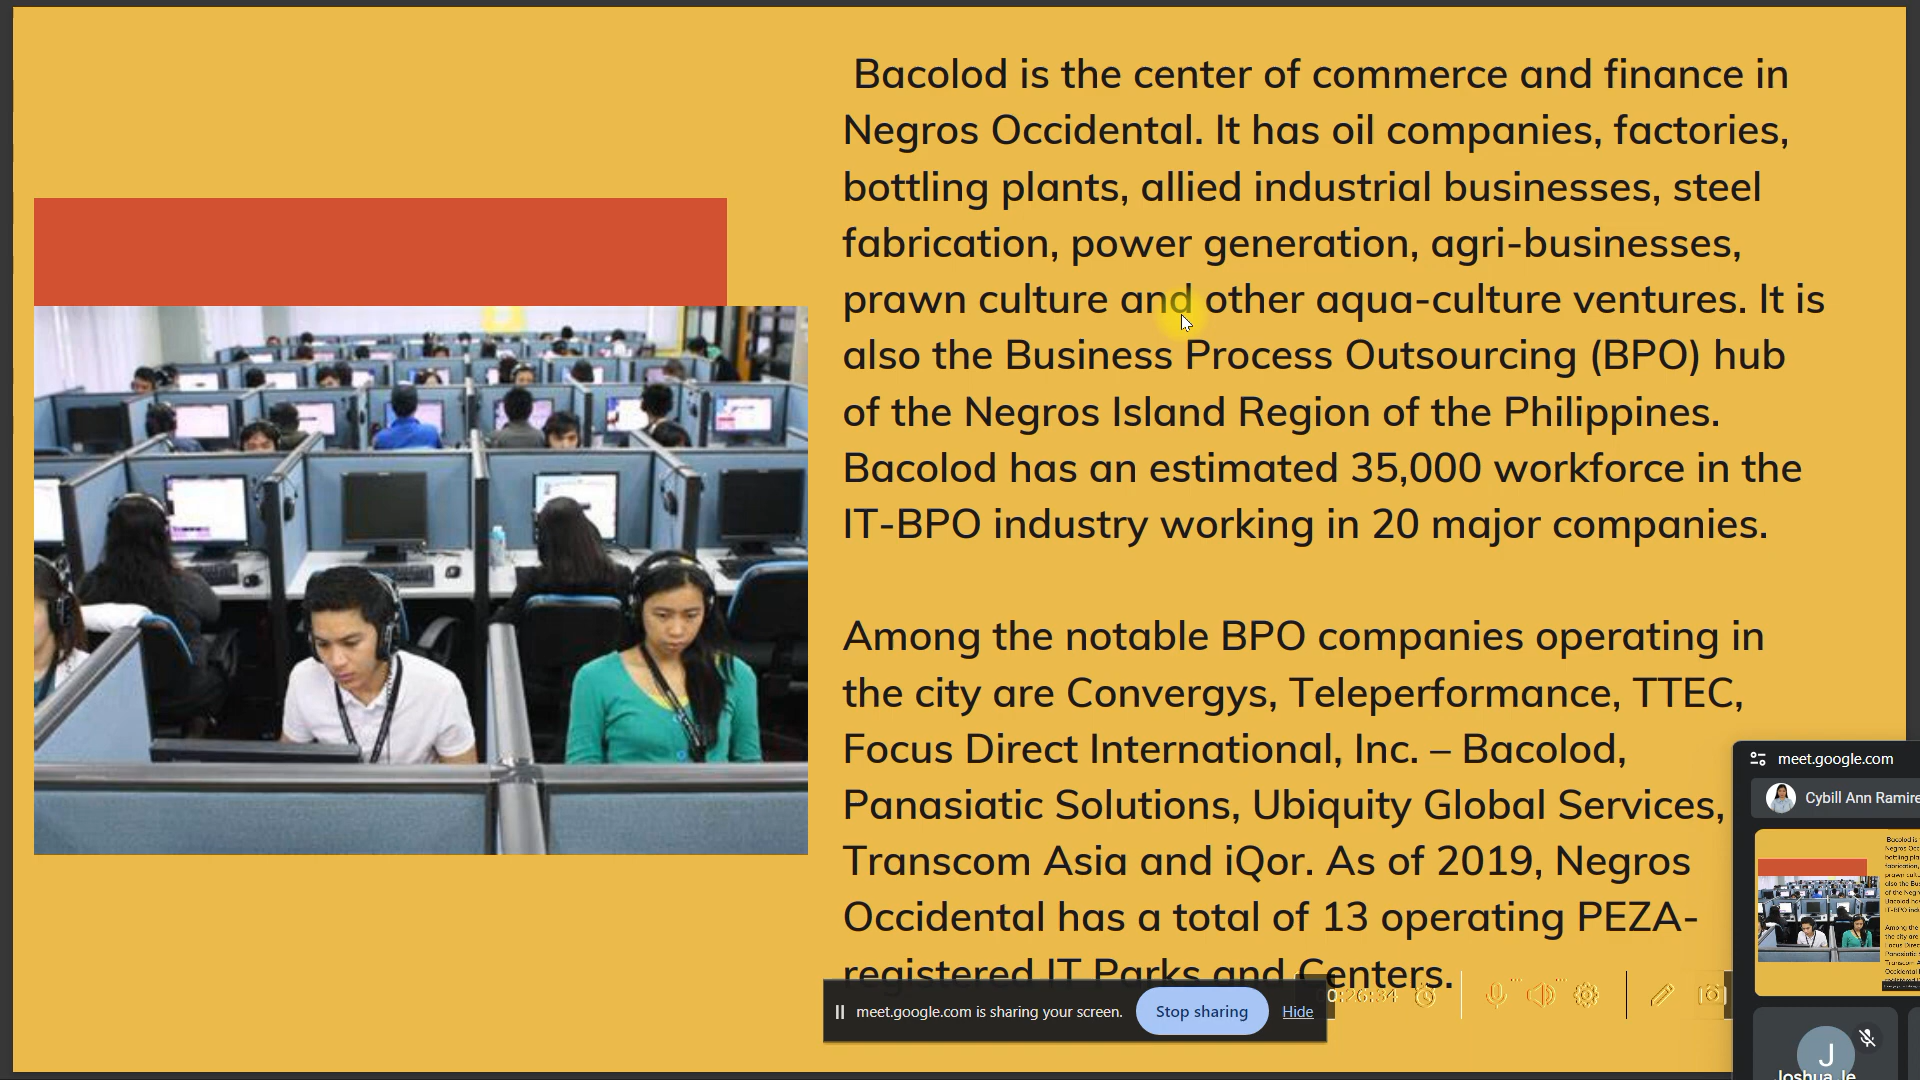 Bacolod is the center of commerce and finance in
Negros Occidental. It has oil companies, factories,
bottling plants, allied industrial businesses, steel
fabrication, power generation, agri-businesses,
prawn culture and other aqua-culture ventures. It is
also the Business Process Outsourcing (BPO) hub
of the Negros Island Region of the Philippines.
Bacolod has an estimated 35,000 workforce in the
IT-BPO industry working in 20 major companies.
Among the notable BPO companies operating in
the city are Convergys, Teleperformance, TTEC,
Focus Direct International, Inc. – Bacolod,
Panasiatic Solutions, Ubiquity Global Services,
Transcom Asia and iQor. As of 2019, Negros
Occidental has a total of 13 operating PEZA-
registered IT Parks and Centers.
meet.google.com is sharing your screen. Stop sharing Hide
0:26:34
meet.google.com
Cybill Ann Ramire
J
Joshua Je